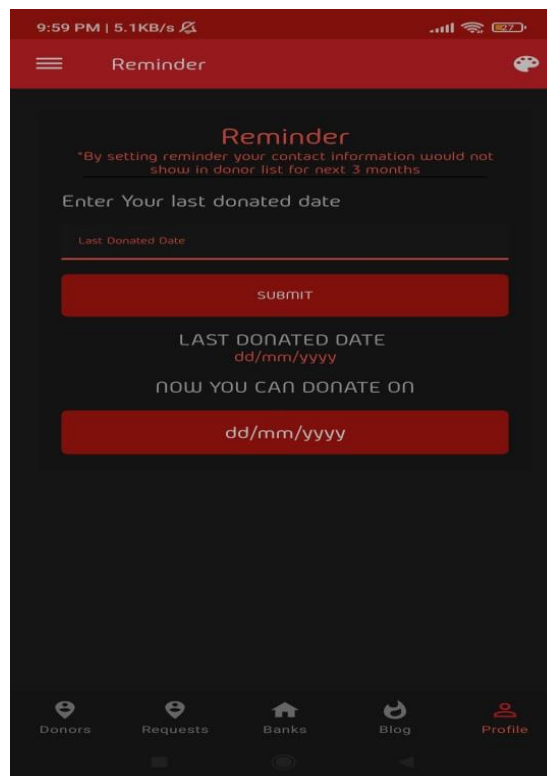 9:59 PM | 5.1KB/s
27
Reminder
Reminder
*By setting reminder your contact information would not
show in donor list for next 3 months
Enter Your last donated date
Last Donated Date
SUBMIT
LAST DONATED DATE
dd/mm/yyyy
NOW YOU CAN DONATE ON
dd/mm/yyyy
Donors Requests Banks Blog Profile